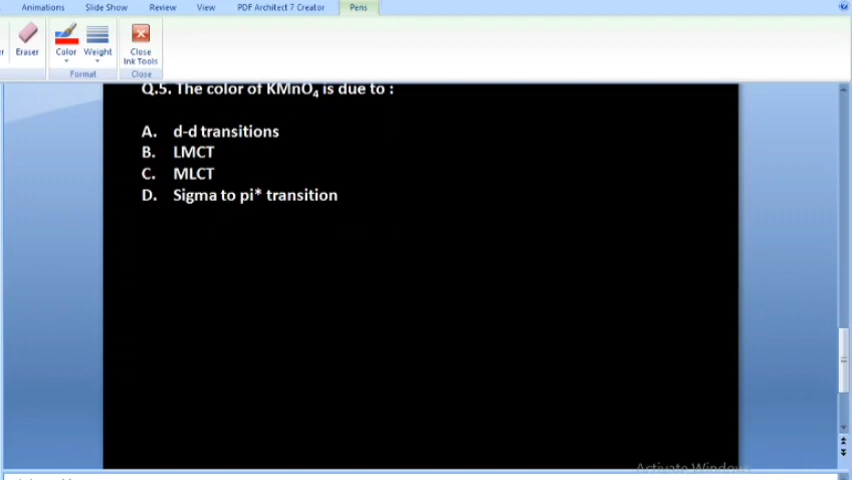 Animations Slide Show Review View PDF Architect 7 Creator Pens
Eraser Color Weight Close
Ink Tools
Format Close
Q.5. The color of KMnO4 is due to :
A. d-d transitions
B. LMCT
C. MLCT
D. Sigma to pi* transition
Activate Windows